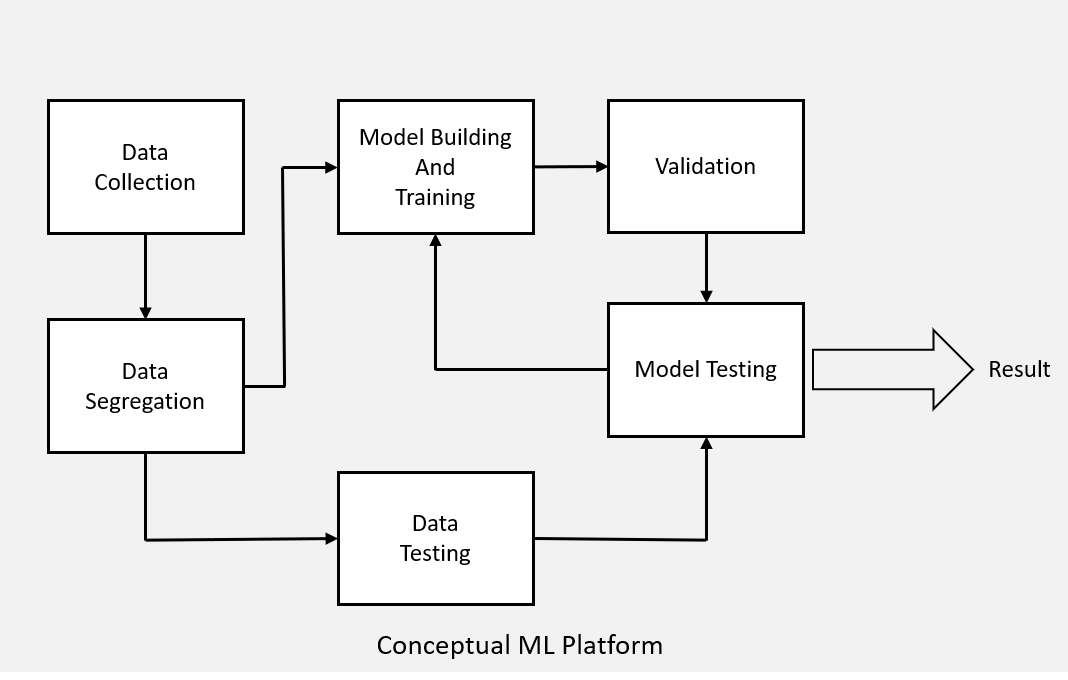 Data
Collection
Model Building
And
Training
Validation
Data
Segregation
Model Testing
Result
Data
Testing
Conceptual ML Platform